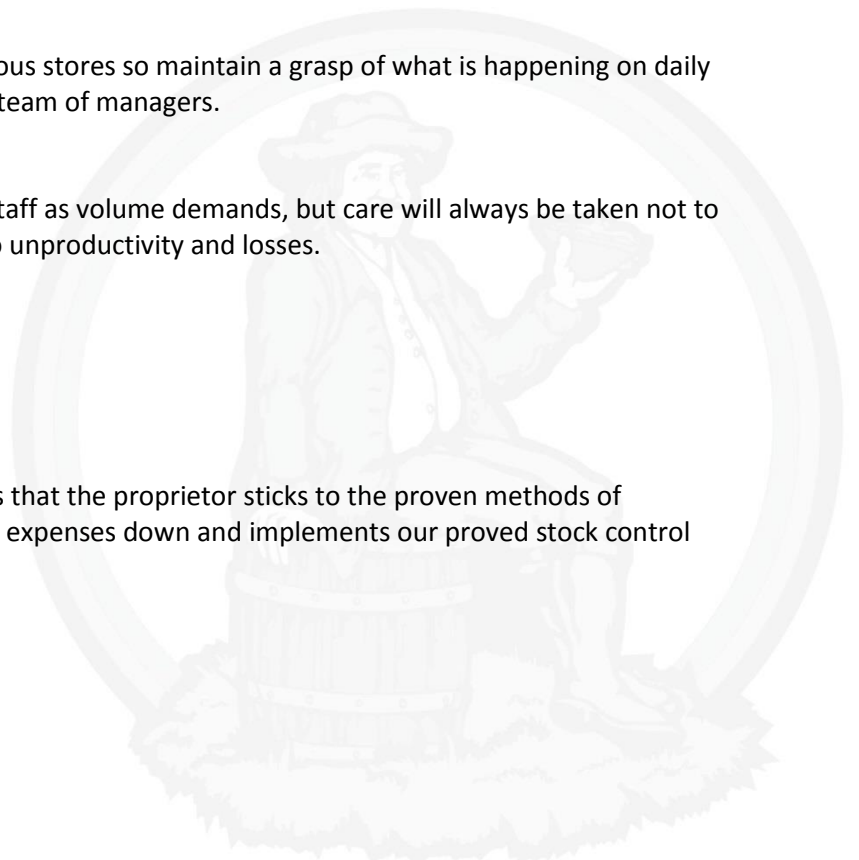 ous stores so maintain a grasp of what is happening on daily
team of managers.
taff as volume demands, but care will always be taken not to
unproductivity and losses.
s that the proprietor sticks to the proven methods of
expenses down and implements our proved stock control